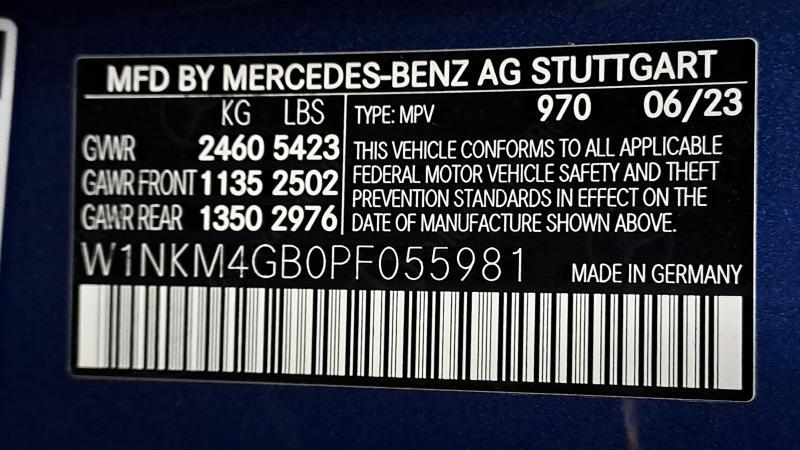 MFD BY MERCEDES-BENZ AG STUTTGART
KG LBS
GVWR 2460 5423
GAWR FRONT 1135 2502
GAWR REAR 1350 2976
TYPE: MPV 970 06/23
THIS VEHICLE CONFORMS TO ALL APPLICABLE
FEDERAL MOTOR VEHICLE SAFETY AND THEFT
PREVENTION STANDARDS IN EFFECT ON THE
DATE OF MANUFACTURE SHOWN ABOVE.
W1NKM4GB0PF055981
MADE IN GERMANY